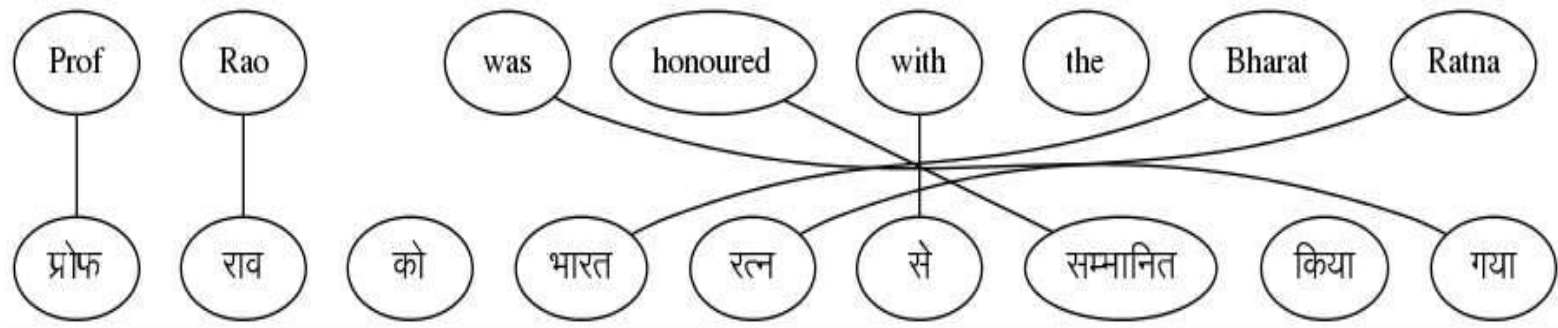 Prof Rao was honoured with the Bharat Ratna
प्रोफ राव को भारत रत्न से सम्मानित किया गया